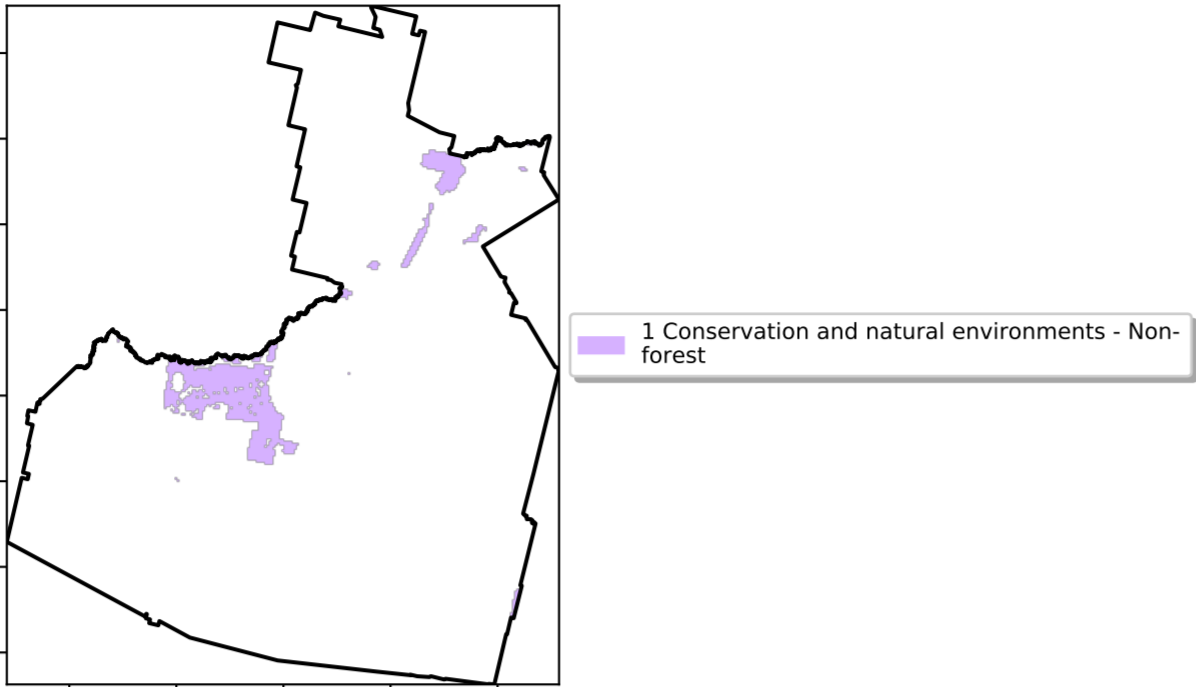 1 Conservation and natural environments - Non-
forest